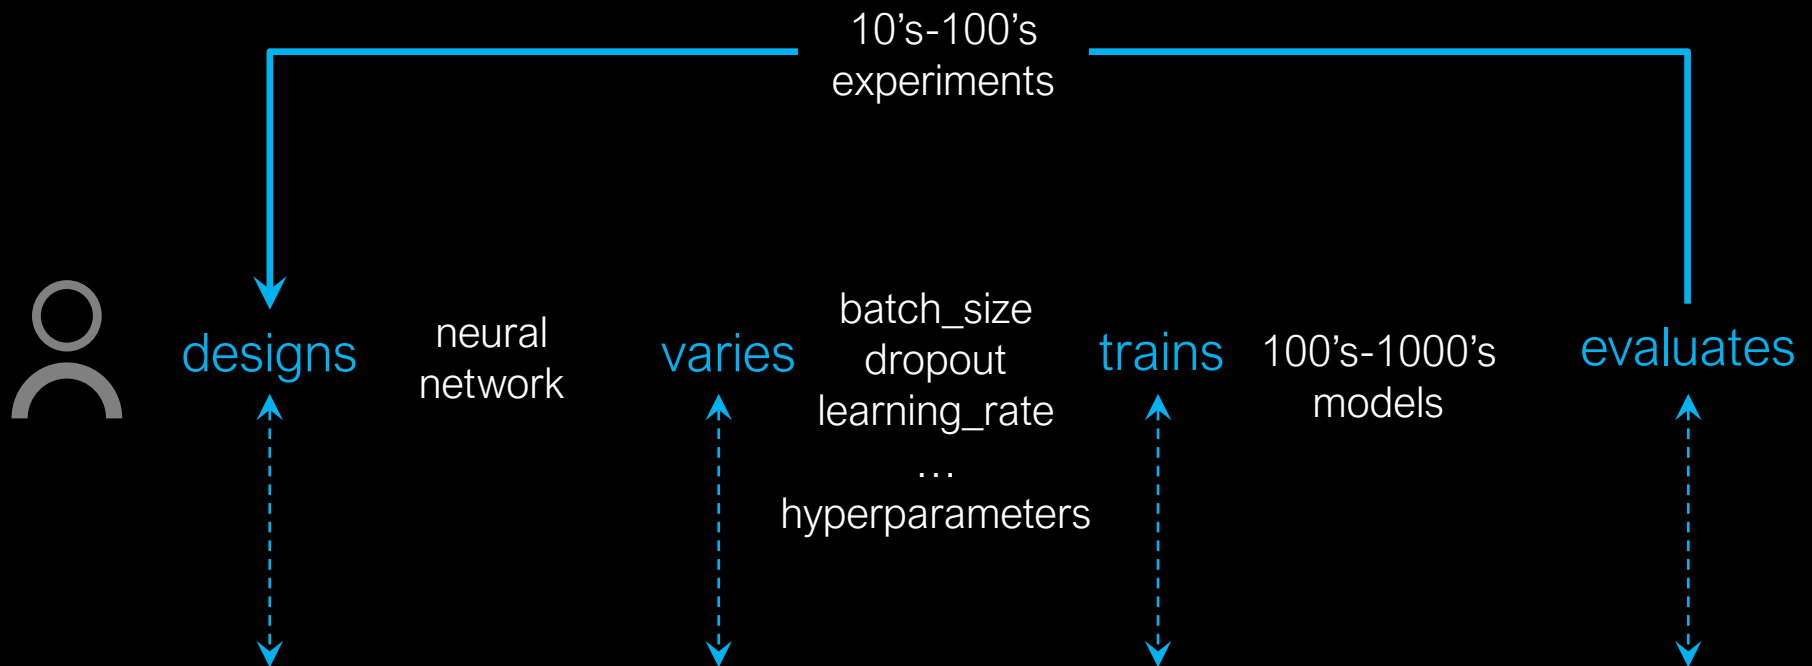 10’s-100’s
experiments
designs
neural
network
varies
batch_size
dropout
learning_rate
…
hyperparameters
trains
100’s-1000’s
models
evaluates